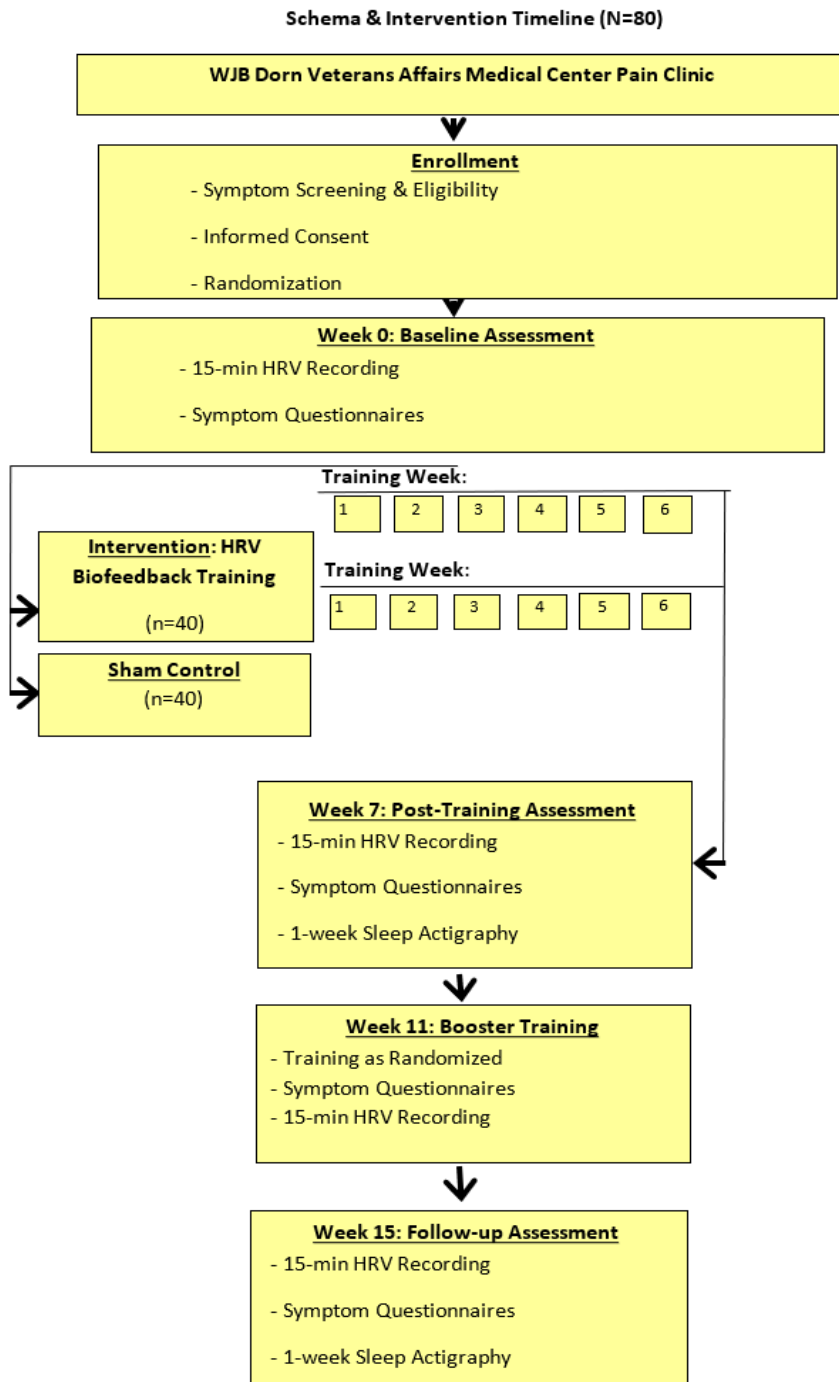 Schema & Intervention Timeline (N=80)
WJB Dorn Veterans Affairs Medical Center Pain Clinic
Enrollment
- Symptom Screening & Eligibility
- Informed Consent
- Randomization
Week 0: Baseline Assessment
- 15-min HRV Recording
- Symptom Questionnaires
Training Week:
1 2 3 4 5 6
Intervention: HRV
Biofeedback Training
(n=40)
Training Week:
1 2 3 4 5 6
Sham Control
(n=40)
Week 7: Post-Training Assessment
- 15-min HRV Recording
- Symptom Questionnaires
- 1-week Sleep Actigraphy
Week 11: Booster Training
- Training as Randomized
- Symptom Questionnaires
- 15-min HRV Recording
Week 15: Follow-up Assessment
- 15-min HRV Recording
- Symptom Questionnaires
- 1-week Sleep Actigraphy